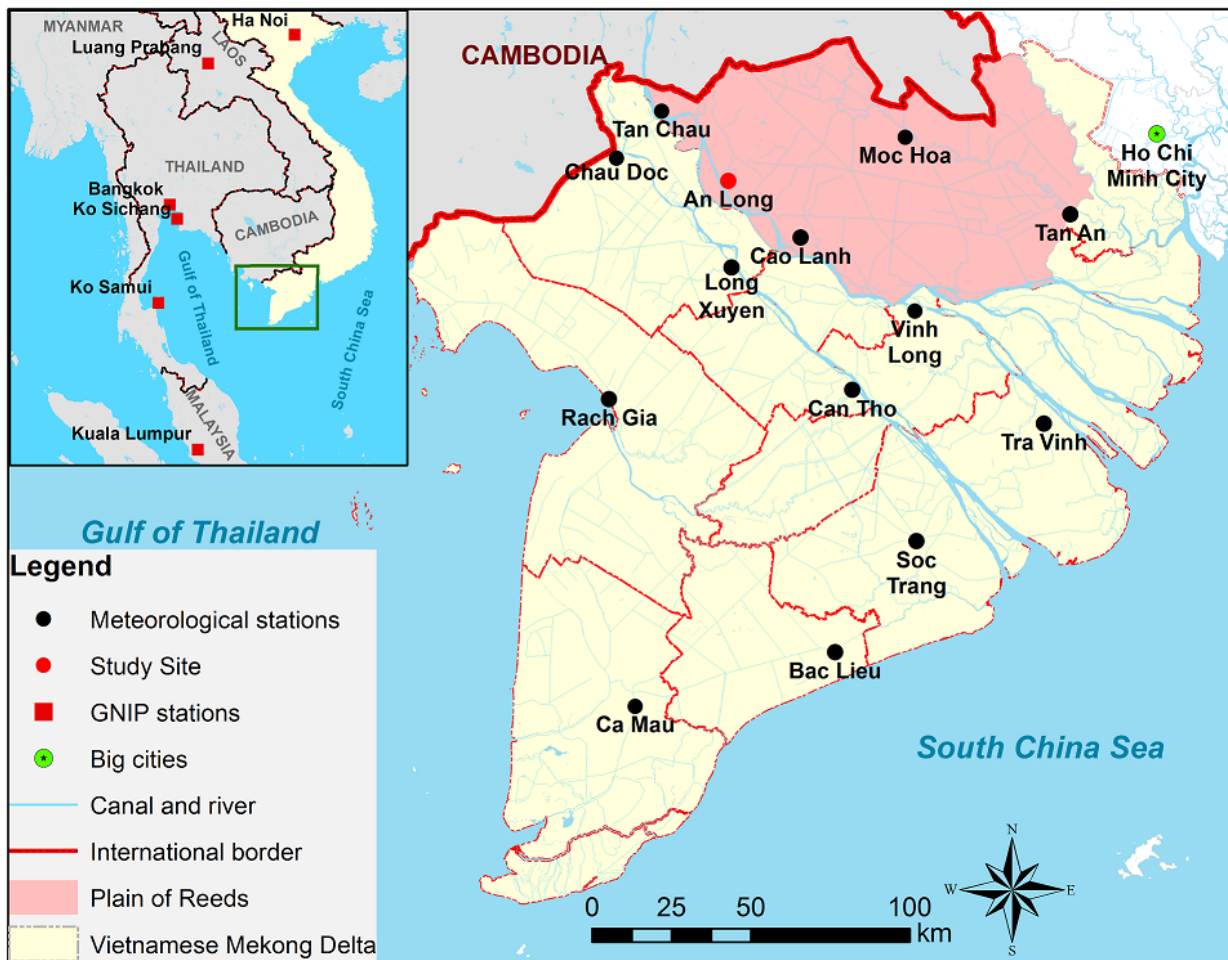 MYANMAR
Ha Noi
Luang Prabang
LAOS
THAILAND
Bangkok
Ko Sichang
CAMBODIA
Ko Samui
Gulf of Thailand
South China Sea
MALAYSIA
Kuala Lumpur
CAMBODIA
Tan Chau
Chau Doc
Moc Hoa
Ho Chi
Minh City
An Long
Tan An
Cao Lanh
Long
Xuyen
Vinh
Long
Rach Gia
Can Tho
Tra Vinh
Gulf of Thailand
Soc
Trang
Bac Lieu
Ca Mau
South China Sea
Legend
Meteorological stations
Study Site
GNIP stations
Big cities
Canal and river
International border
Plain of Reeds
Vietnamese Mekong Delta
N
W E
S
0 25 50 100
km